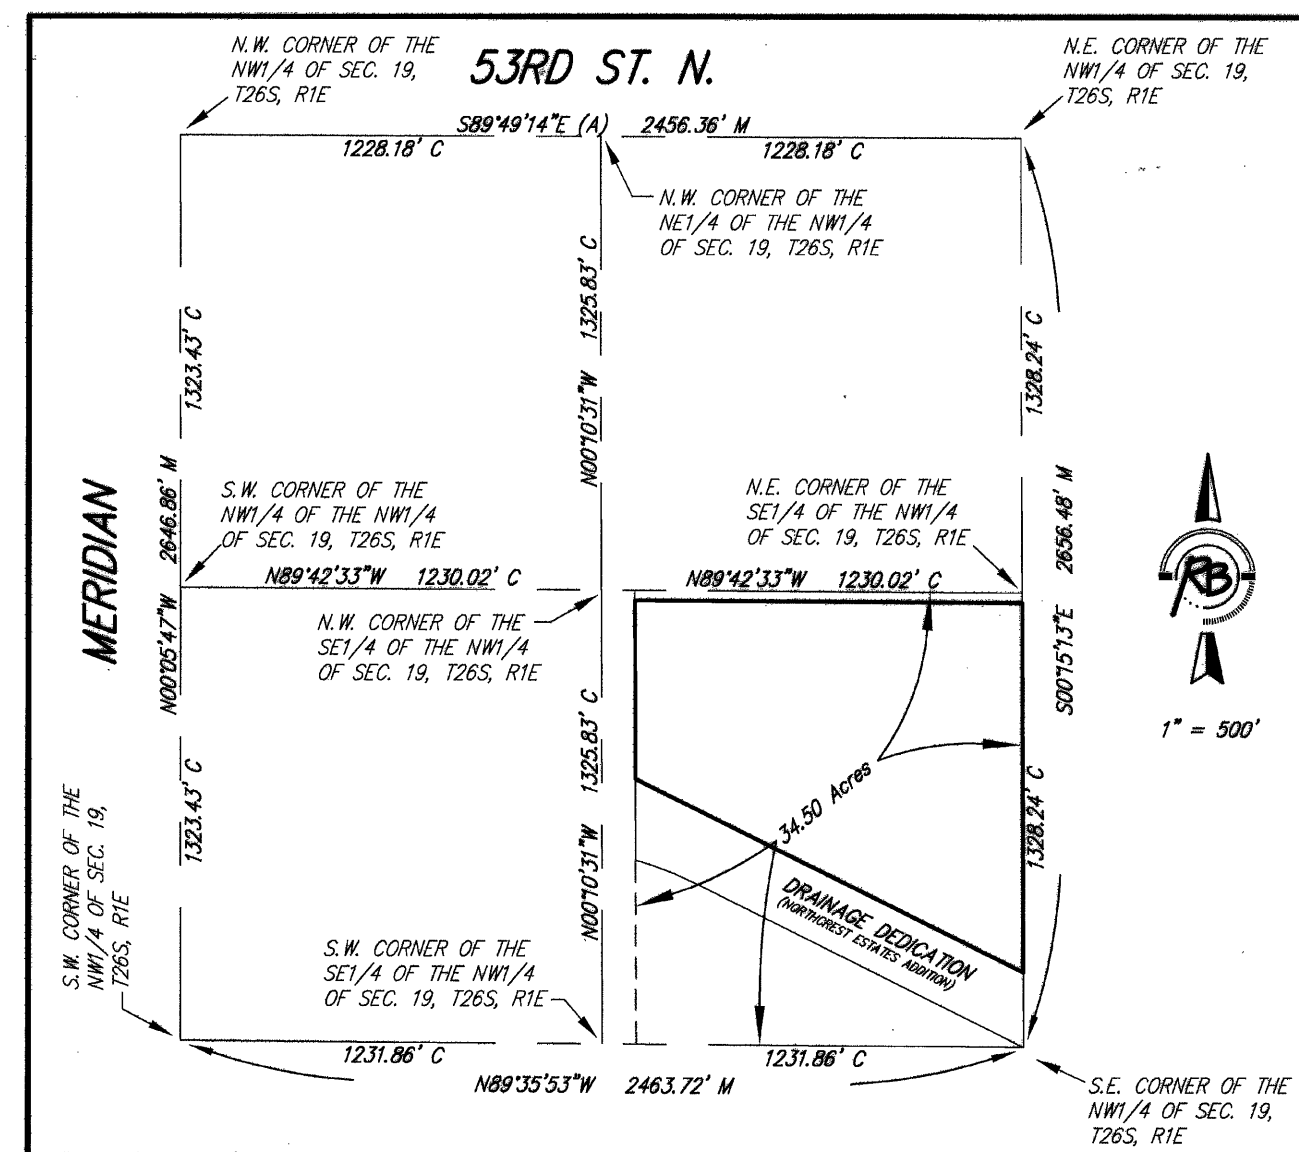 N.W. CORNER OF THE
NW1/4 OF SEC. 19,
T26S, R1E
53RD ST. N.
N.E. CORNER OF THE
NW1/4 OF SEC. 19,
T26S, R1E
S89°49'14"E (A) 2456.36' M
1228.18' C
1228.18' C
N.W. CORNER OF THE
NE1/4 OF THE NW1/4
OF SEC. 19, T26S, R1E
1323.43' C
N00°10'31"W 1325.83' C
1328.24' C
MERIDIAN
N00°05'47"W 2646.86' M
S.W. CORNER OF THE
NW1/4 OF THE NW1/4
OF SEC. 19, T26S, R1E
N.E. CORNER OF THE
SE1/4 OF THE NW1/4
OF SEC. 19, T26S, R1E
S00°15'13"E 2656.48' M
N89°42'33"W 1230.02' C
N89°42'33"W 1230.02' C
RB
N.W. CORNER OF THE
SE1/4 OF THE NW1/4
OF SEC. 19, T26S, R1E
1" = 500'
1323.43' C
N00°10'31"W 1325.83' C
34.50 Acres
1328.24' C
S.W. CORNER OF THE
NW1/4 OF SEC. 19,
T26S, R1E
DRAINAGE DEDICATION
(NORTHCREST ESTATES ADDITION)
S.W. CORNER OF THE
SE1/4 OF THE NW1/4
OF SEC. 19, T26S, R1E
1231.86' C
1231.86' C
N89°35'53"W 2463.72' M
S.E. CORNER OF THE
NW1/4 OF SEC. 19,
T26S, R1E